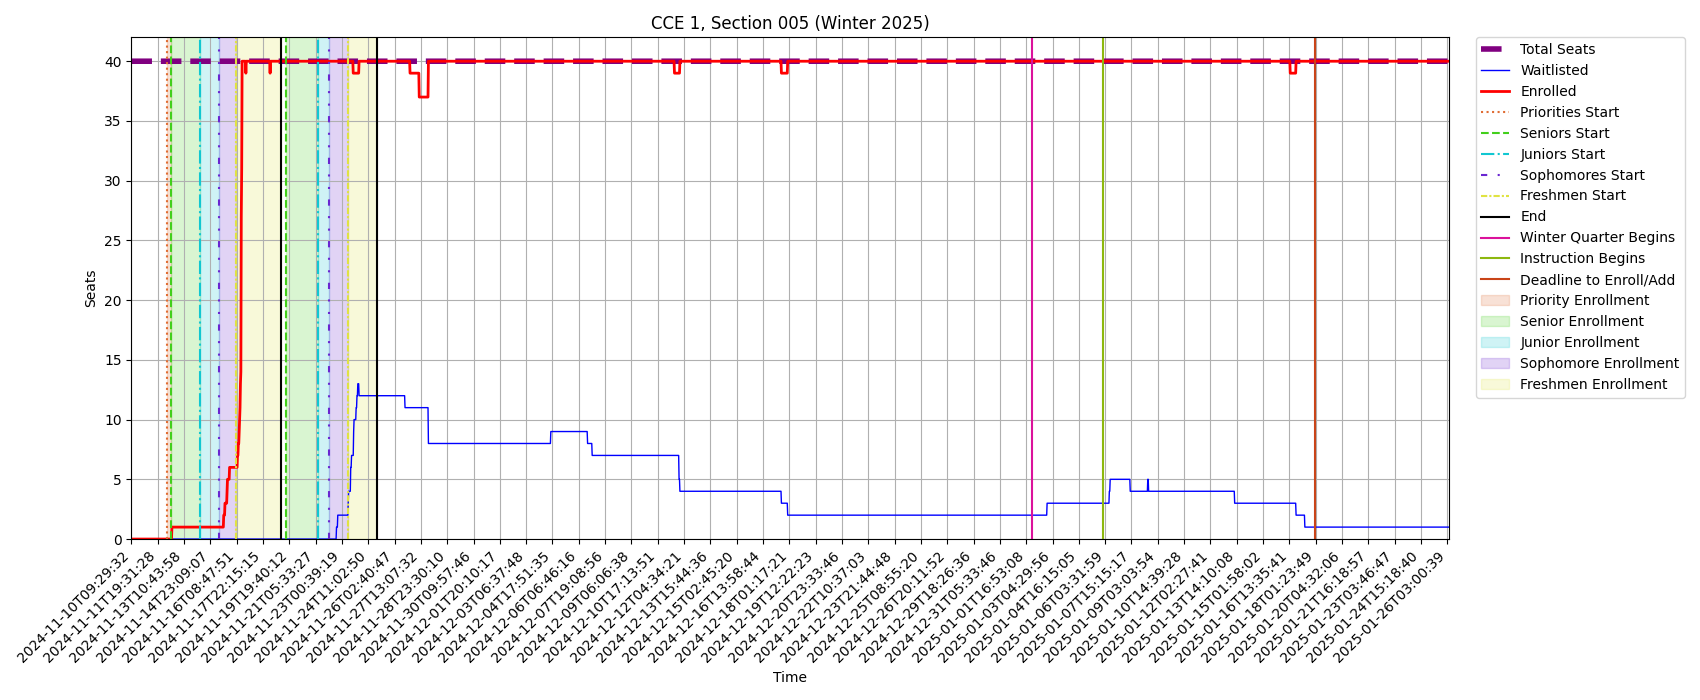 CCE 1, Section 005 (Winter 2025)
Seats
40
35
30
25
20
15
10
5
0
2024-11-10T09:29:32
2024-11-11T19:31:28
2024-11-13T10:43:58
2024-11-14T23:09:07
2024-11-16T08:47:51
2024-11-17T22:15:15
2024-11-19T19:40:12
2024-11-21T05:33:27
2024-11-23T00:39:19
2024-11-24T11:02:50
2024-11-26T02:40:47
2024-11-27T13:07:32
2024-11-28T23:30:10
2024-11-30T09:57:46
2024-12-01T20:10:17
2024-12-03T06:37:48
2024-12-04T17:51:35
2024-12-06T06:46:16
2024-12-07T19:08:56
2024-12-09T06:06:38
2024-12-10T17:13:51
2024-12-12T04:34:21
2024-12-13T15:44:36
2024-12-15T02:45:20
2024-12-16T13:58:44
2024-12-18T01:17:21
2024-12-19T12:22:23
2024-12-20T23:33:46
2024-12-22T10:37:03
2024-12-23T21:44:48
2024-12-25T08:55:20
2024-12-26T20:11:52
2024-12-29T18:26:36
2024-12-31T05:33:46
2025-01-01T16:53:08
2025-01-03T04:29:56
2025-01-04T16:15:05
2025-01-06T03:31:59
2025-01-07T15:15:17
2025-01-09T03:03:54
2025-01-10T14:39:28
2025-01-12T02:27:41
2025-01-13T14:10:08
2025-01-15T01:58:02
2025-01-16T13:35:41
2025-01-18T01:23:49
2025-01-20T04:32:06
2025-01-21T16:18:57
2025-01-23T03:46:47
2025-01-24T15:18:40
2025-01-26T03:00:39
Time
Total Seats
Waitlisted
Enrolled
Priorities Start
Seniors Start
Juniors Start
Sophomores Start
Freshmen Start
End
Winter Quarter Begins
Instruction Begins
Deadline to Enroll/Add
Priority Enrollment
Senior Enrollment
Junior Enrollment
Sophomore Enrollment
Freshmen Enrollment